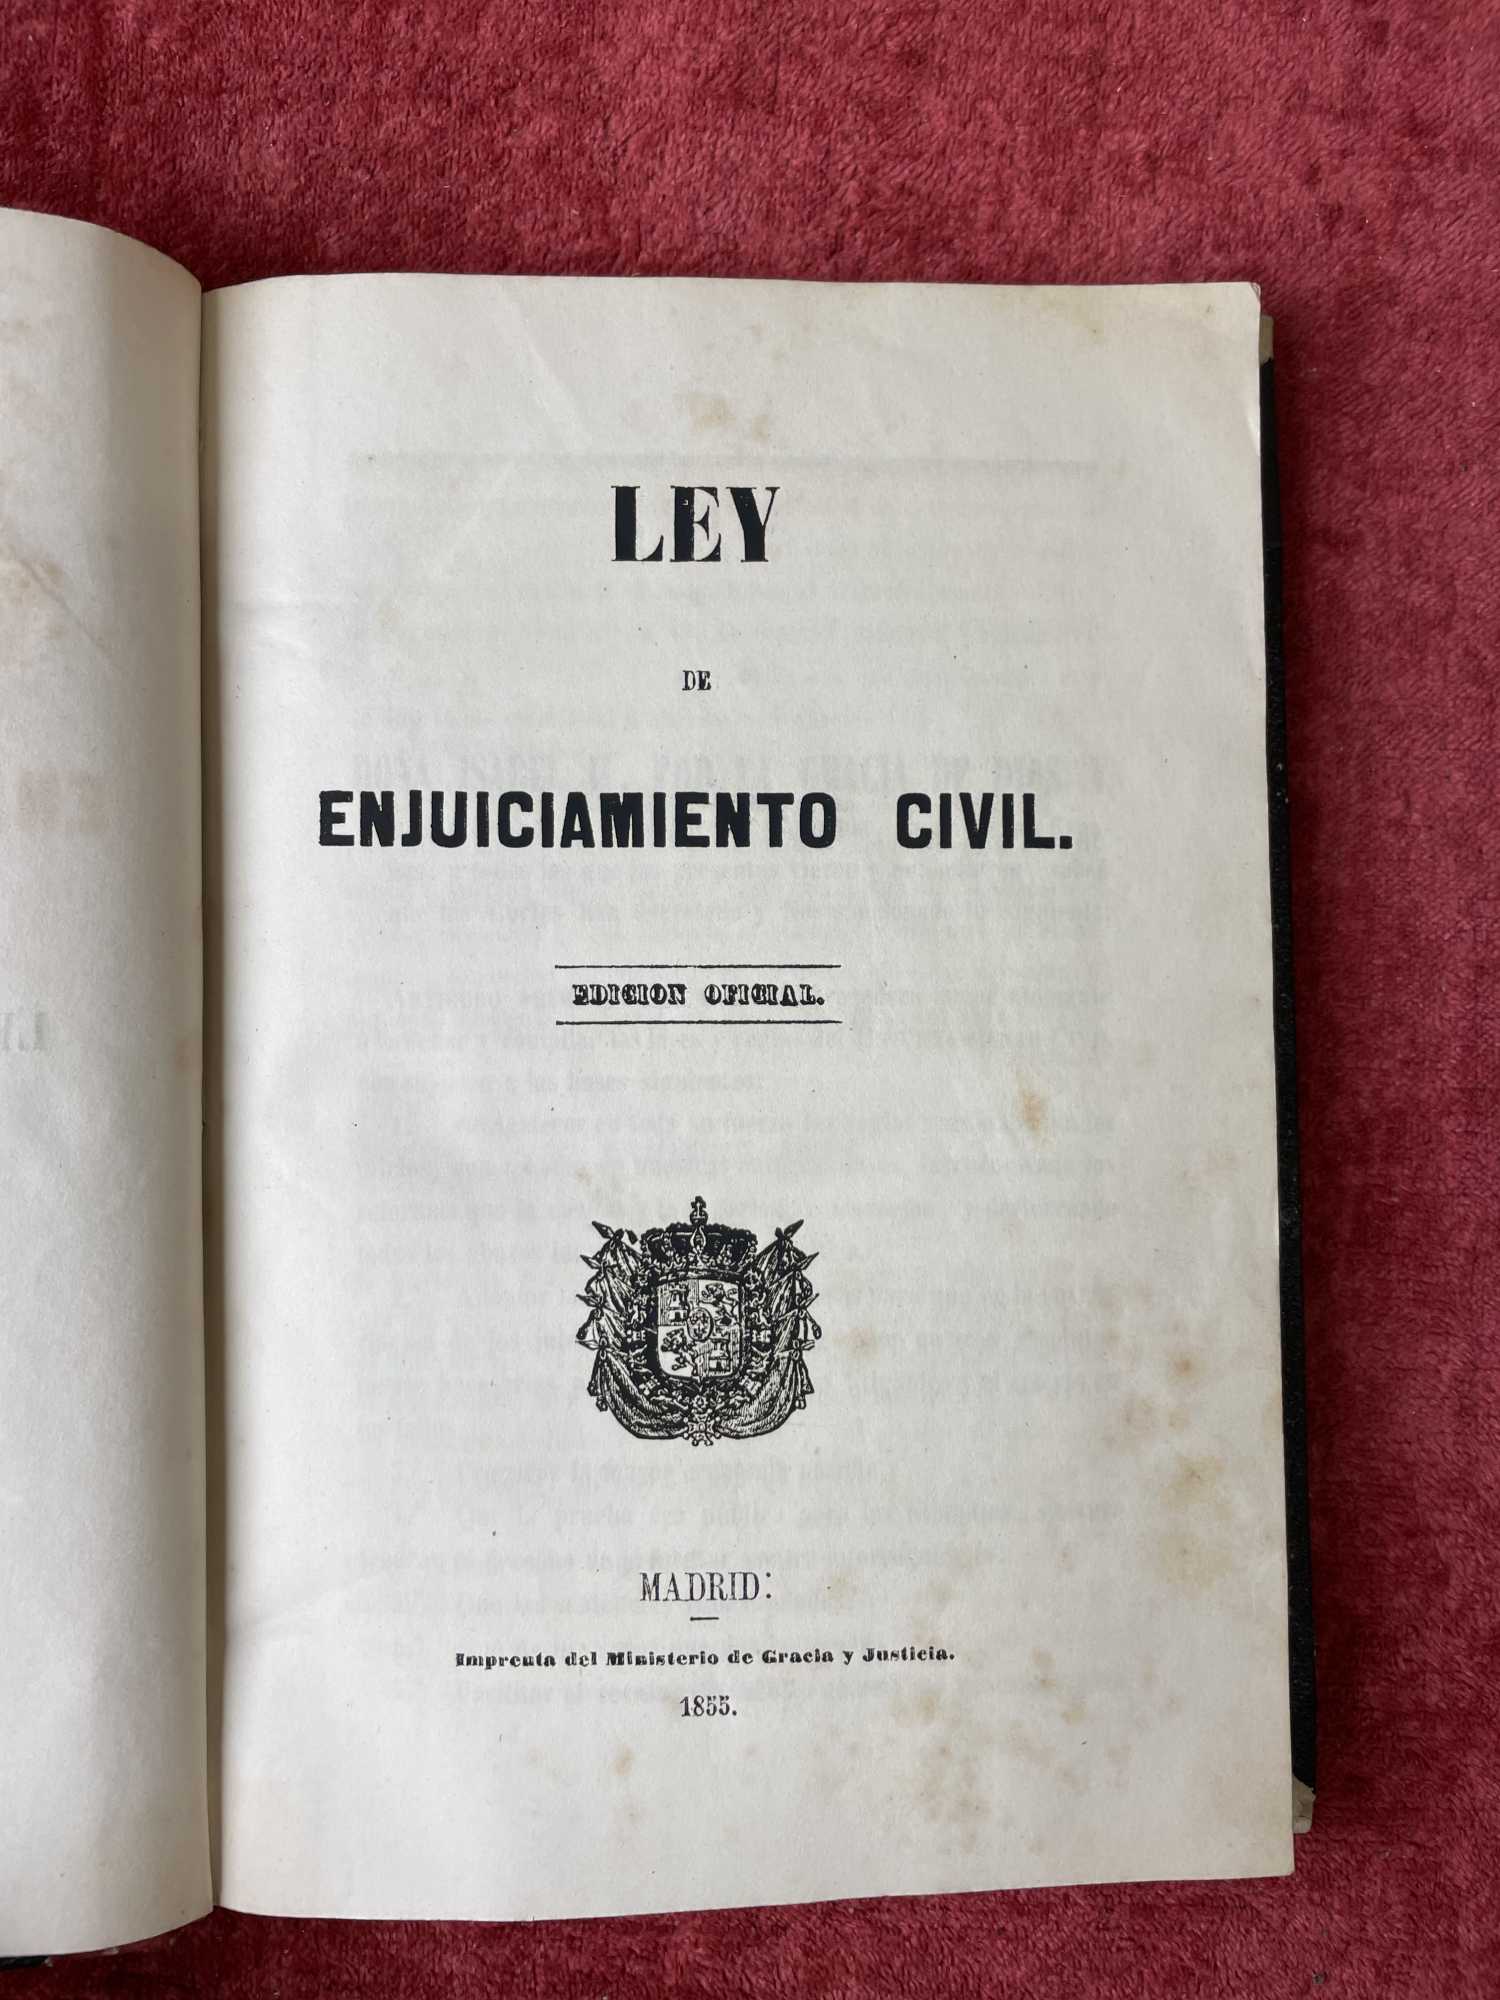 LEY
DE
ENJUICIAMIENTO CIVIL.
EDICION OFICIAL.
MADRID:
Imprenta del Ministerio de Gracia y Justicia.
1855.